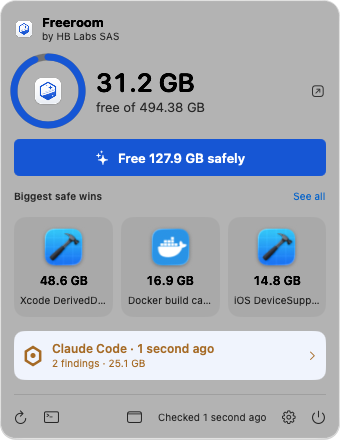 Freeroom
by HB Labs SAS
31.2 GB
free of 494.38 GB
Free 127.9 GB safely
Biggest safe wins
See all
48.6 GB
Xcode DerivedD...
16.9 GB
Docker build ca...
14.8 GB
iOS DeviceSupp...
Claude Code · 1 second ago
2 findings · 25.1 GB
Checked 1 second ago